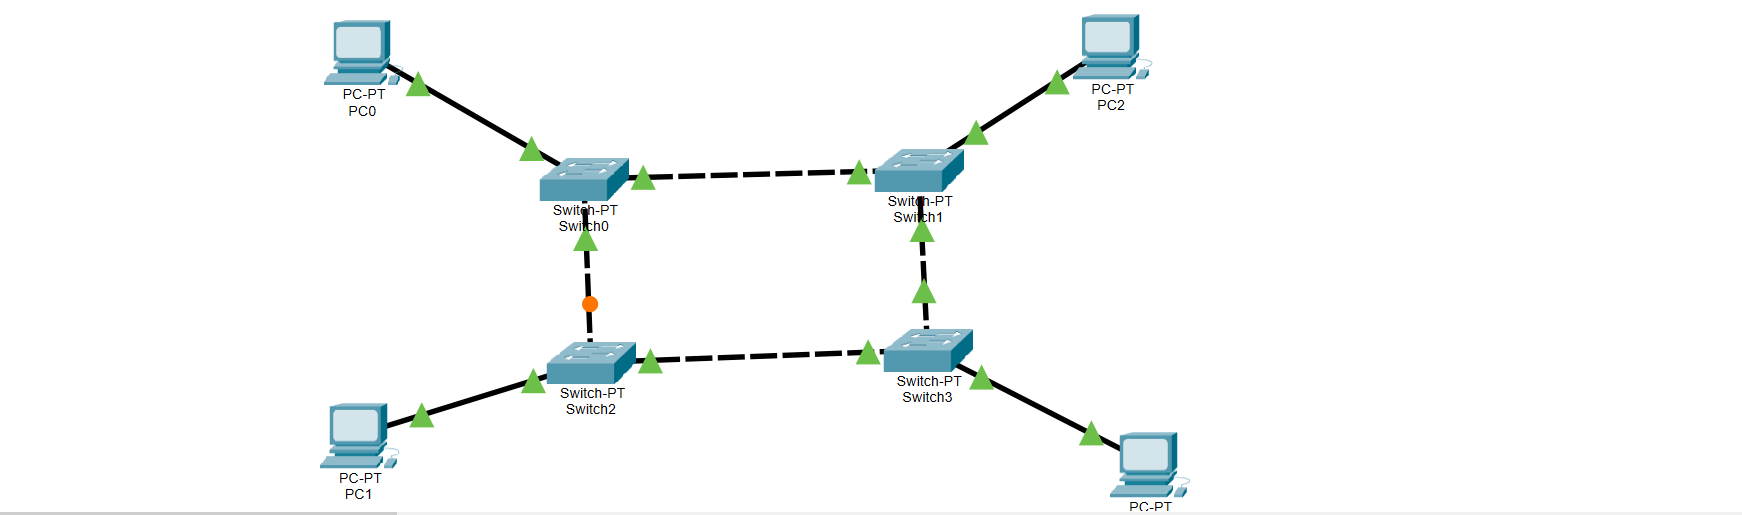 PC-PT
PC0
PC-PT
PC2
Switch-PT
Switch0
Switch-PT
Switch1
Switch-PT
Switch2
Switch-PT
Switch3
PC-PT
PC1
PC-PT